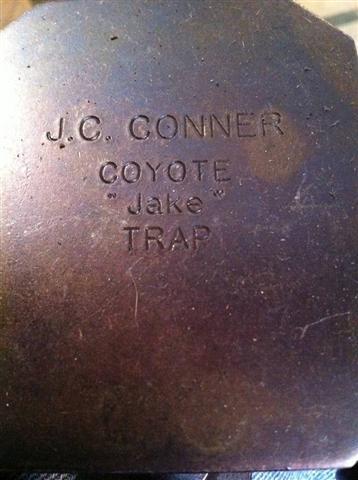 J.C. CONNER
COYOTE
"Jake"
TRAP